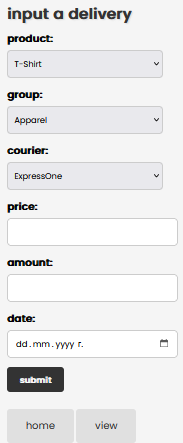 input a delivery
product:
T-Shirt
group:
Apparel
courier:
ExpressOne
price:
amount:
date:
dd.mm.yyyy г.
submit
home view